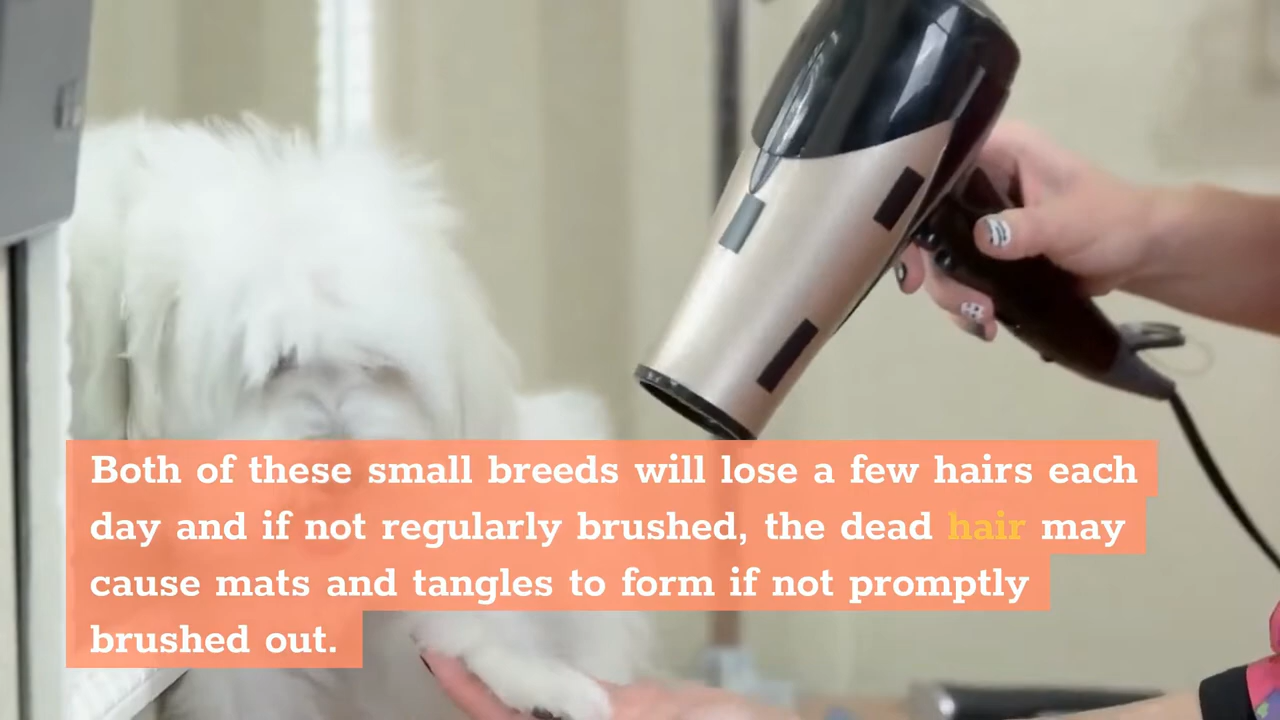 Both of these small breeds will lose a few hairs each
day and if not regularly brushed, the dead hair may
cause mats and tangles to form if not promptly
brushed out.